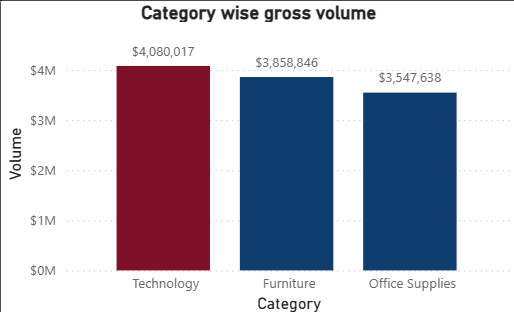 Category wise gross volume
$4,080,017
$3,858,846
$3,547,638
$4M
$3M
$2M
$1M
$0M
Volume
Technology Furniture Office Supplies
Category